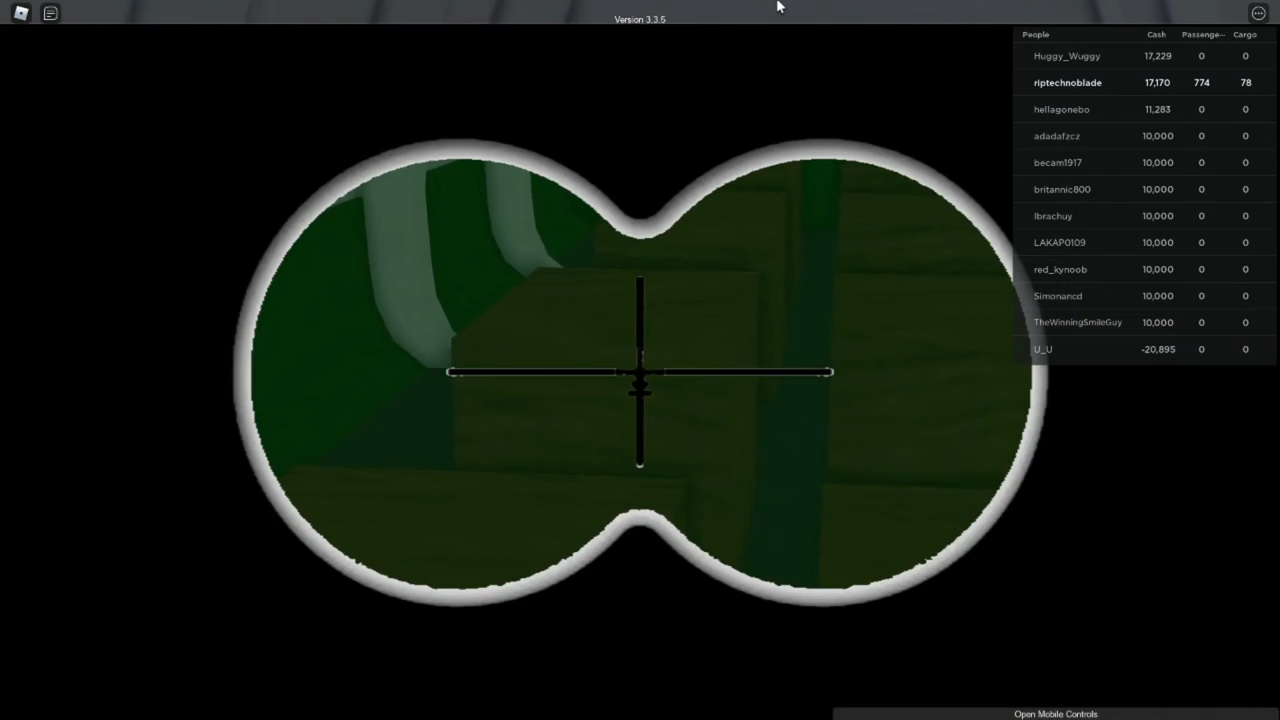 Version 3.3.5
People Cash Passenge··· Cargo
Huggy_Wuggy 17,229 0 0
riptechnoblade 17,170 774 78
hellagonebo 11,283 0 0
adadafzcz 10,000 0 0
becam1917 10,000 0 0
britannic800 10,000 0 0
Ibrachuy 10,000 0 0
LAKAP0109 10,000 0 0
red_kynoob 10,000 0 0
Simonancd 10,000 0 0
TheWinningSmileGuy 10,000 0 0
U_U -20,895 0 0
Open Mobile Controls